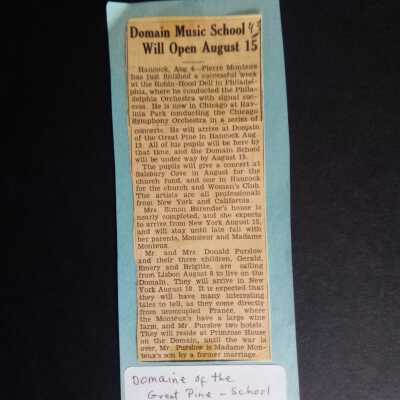 Domain Music School
Will Open August 15
43
Hancock, Aug. 4—Pierre Monteux
has just finished a successful week
at the Robin-Hood Dell in Philadel-
phia, where he conducted the Phila-
delphia Orchestra with signal suc-
cess. He is now in Chicago at Rav-
inia Park conducting the Chicago
Symphony Orchestra in a series of
concerts. He will arrive at Domain
of the Great Pine in Hancock Aug.
13. All of his pupils will be here by
that time, and the Domain School
will be under way by August 15.
The pupils will give a concert at
Salsbury Cove in August for the
church fund, and one in Hancock
for the church and Woman's Club.
The artists are all professionals
from New York and California.
Mrs. Simon Barender's house is
nearly completed, and she expects
to arrive from New York August 15,
and will stay until late fall with
her parents, Monsieur and Madame
Monteux.
Mr. and Mrs. Donald Purslow
and their three children, Gerald,
Emery and Brigitte, are sailing
from Lisbon August 8 to live on the
Domain. They will arrive in New
York August 18. It is expected that
they will have many interesting
tales to tell, as they come directly
from unoccupied France, where
the Monteux's have a large wine
farm, and Mr. Purslow two hotels.
They will reside at Primrose House
on the Domain, until the war is
over. Mr. Purslow is Madame Mon-
teux's son by a former marriage.
Domaine of the
Great Pine - School